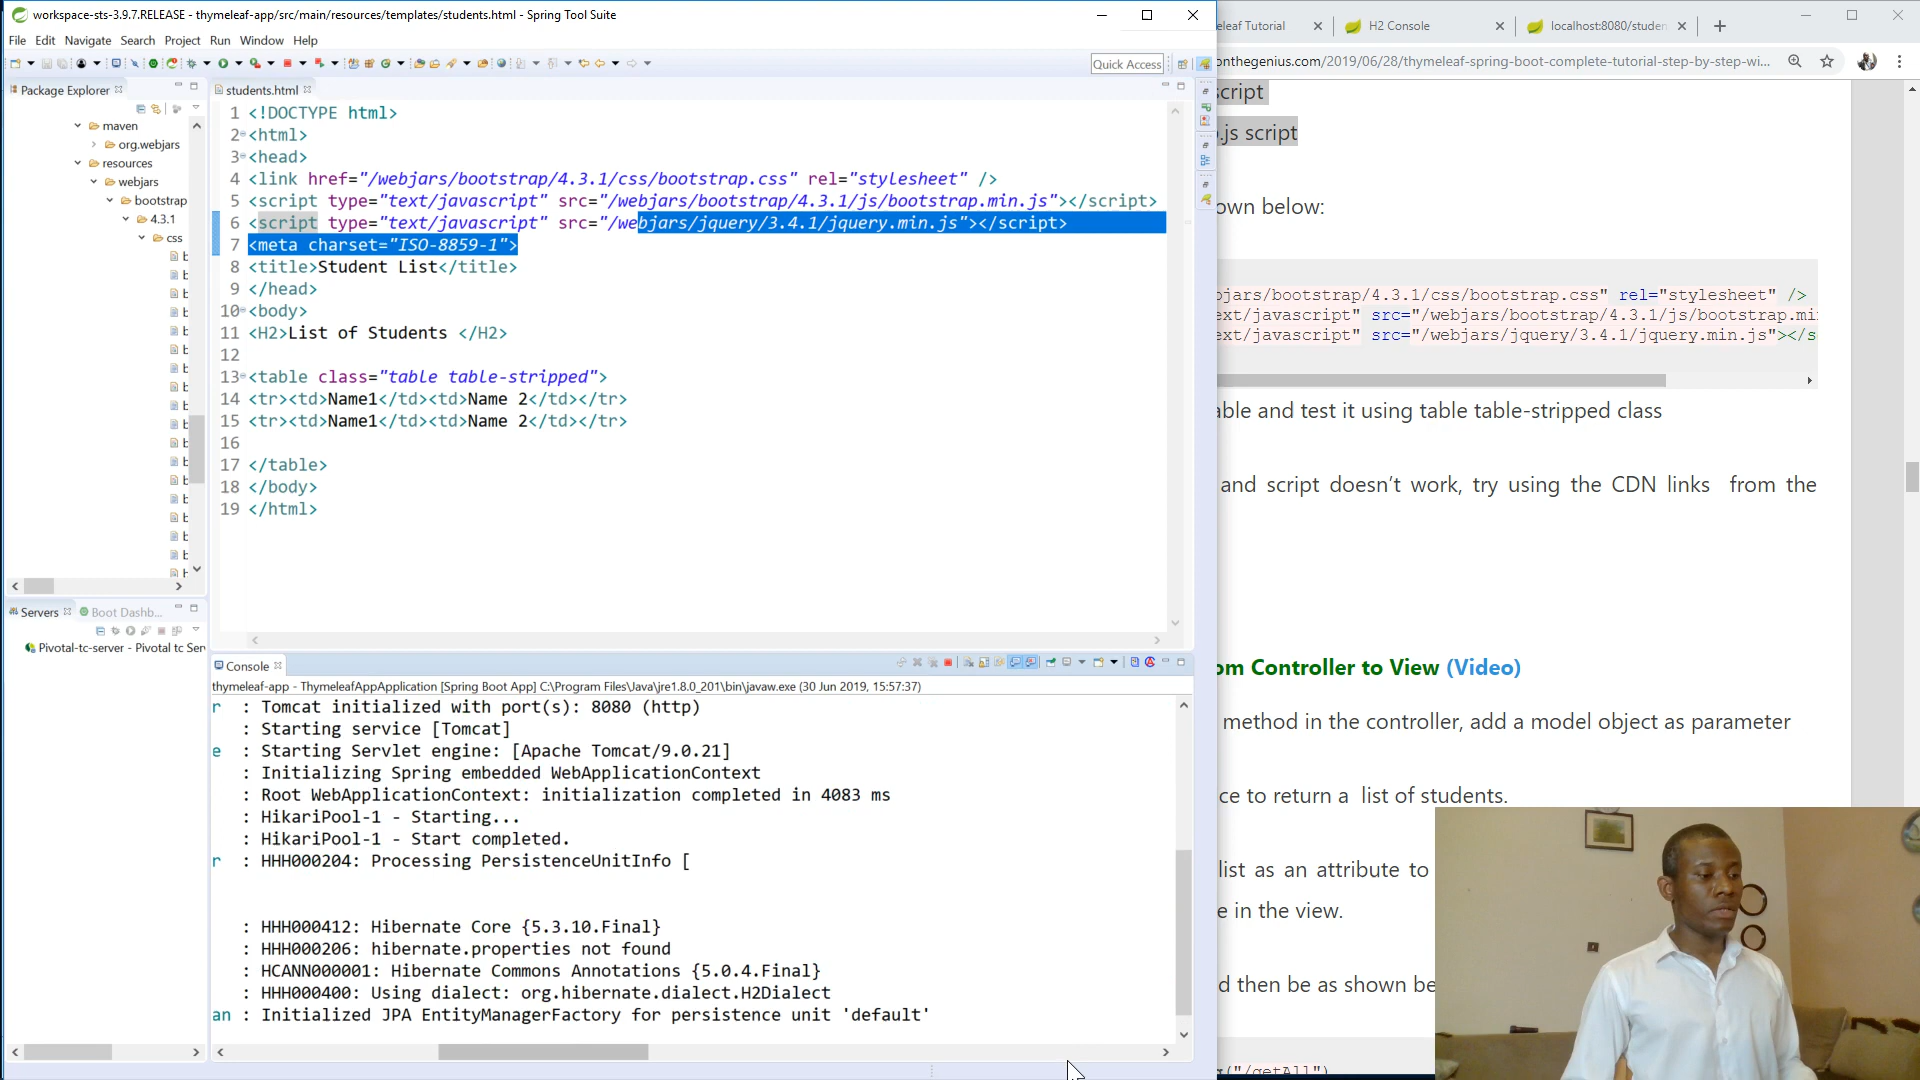 workspace-sts-3.9.7.RELEASE - thymeleaf-app/src/main/resources/templates/students.html - Spring Tool Suite
File Edit Navigate Search Project Run Window Help
Quick Access
Package Explorer
maven
org.webjars
resources
webjars
bootstrap
4.3.1
css
students.html
1 <!DOCTYPE html>
2 <html>
3 <head>
4 <link href="/webjars/bootstrap/4.3.1/css/bootstrap.css" rel="stylesheet" />
5 <script type="text/javascript" src="/webjars/bootstrap/4.3.1/js/bootstrap.min.js"></script>
6 <script type="text/javascript" src="/webjars/jquery/3.4.1/jquery.min.js"></script>
7 <meta charset="ISO-8859-1">
8 <title>Student List</title>
9 </head>
10 <body>
11 <H2>List of Students </H2>
12
13 <table class="table table-stripped">
14 <tr><td>Name1</td><td>Name 2</td></tr>
15 <tr><td>Name1</td><td>Name 2</td></tr>
16
17 </table>
18 </body>
19 </html>
Servers Boot Dashb...
Pivotal-tc-server - Pivotal tc Ser
Console
thymeleaf-app - ThymeleafAppApplication [Spring Boot App] C:\Program Files\Java\jre1.8.0_201\bin\javaw.exe (30 Jun 2019, 15:57:37)
r : Tomcat initialized with port(s): 8080 (http)
: Starting service [Tomcat]
e : Starting Servlet engine: [Apache Tomcat/9.0.21]
: Initializing Spring embedded WebApplicationContext
: Root WebApplicationContext: initialization completed in 4083 ms
: HikariPool-1 - Starting...
: HikariPool-1 - Start completed.
r : HHH000204: Processing PersistenceUnitInfo [
: HHH000412: Hibernate Core {5.3.10.Final}
: HHH000206: hibernate.properties not found
: HCANN000001: Hibernate Commons Annotations {5.0.4.Final}
: HHH000400: Using dialect: org.hibernate.dialect.H2Dialect
an : Initialized JPA EntityManagerFactory for persistence unit 'default'
leaf Tutorial H2 Console localhost:8080/studen
onthegenius.com/2019/06/28/thymeleaf-spring-boot-complete-tutorial-step-by-step-wi...
script
.js script
own below:
bjars/bootstrap/4.3.1/css/bootstrap.css" rel="stylesheet" />
ext/javascript" src="/webjars/bootstrap/4.3.1/js/bootstrap.mi
ext/javascript" src="/webjars/jquery/3.4.1/jquery.min.js"></s
able and test it using table table-stripped class
and script doesn't work, try using the CDN links from the
om Controller to View (Video)
method in the controller, add a model object as parameter
ce to return a list of students.
list as an attribute to
e in the view.
d then be as shown be
g("/getAll")